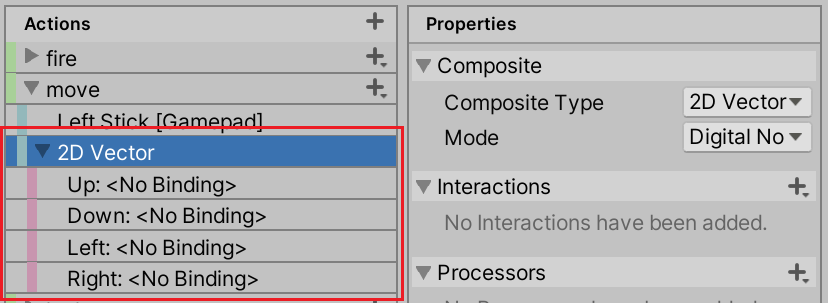 Actions
fire
move
Left Stick [Gamepad]
2D Vector
Up: <No Binding>
Down: <No Binding>
Left: <No Binding>
Right: <No Binding>
Properties
Composite
Composite Type 2D Vector
Mode Digital No
Interactions
No Interactions have been added.
Processors